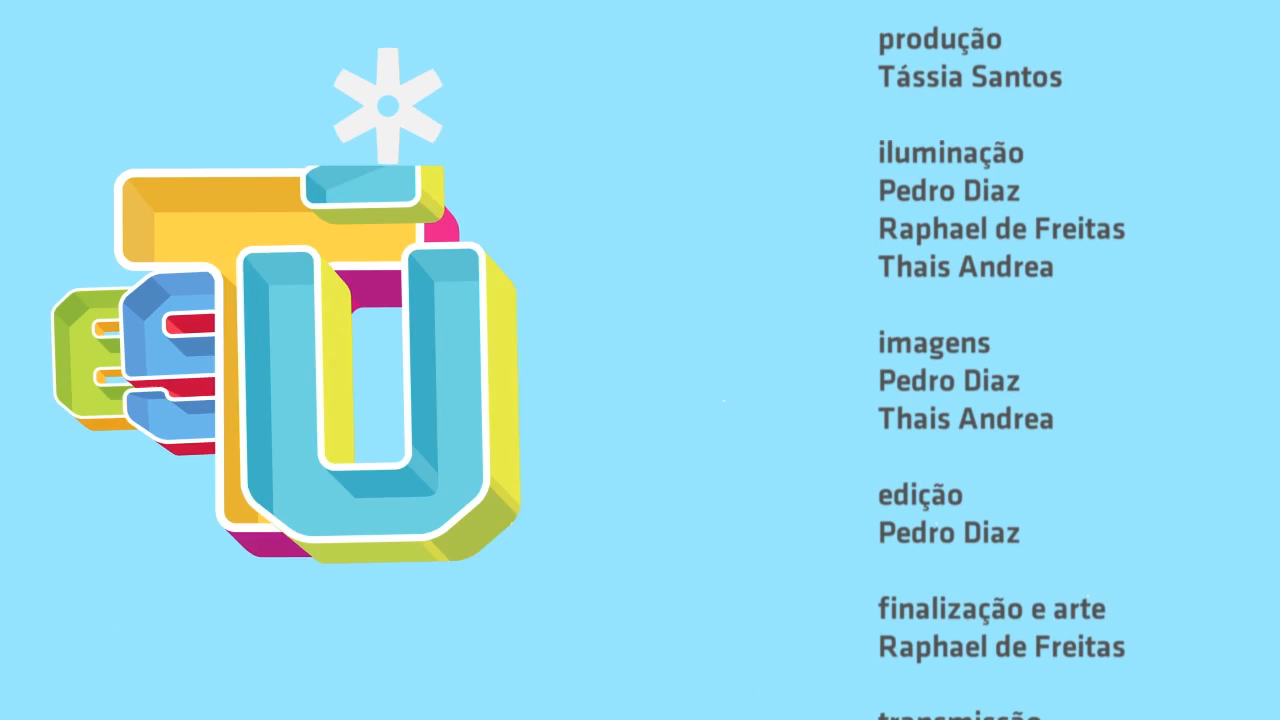 produção
Tássia Santos
iluminação
Pedro Diaz
Raphael de Freitas
Thais Andrea
imagens
Pedro Diaz
Thais Andrea
edição
Pedro Diaz
finalização e arte
Raphael de Freitas